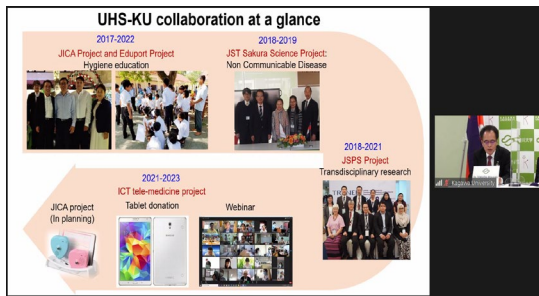 UHS-KU collaboration at a glance
2017-2022
JICA Project and Eduport Project
Hygiene education
2018-2019
JST Sakura Science Project:
Non Communicable Disease
2018-2021
JSPS Project
Transdisciplinary research
2021-2023
ICT tele-medicine project
Tablet donation
Webinar
JICA project
(In planning)
Kagawa University